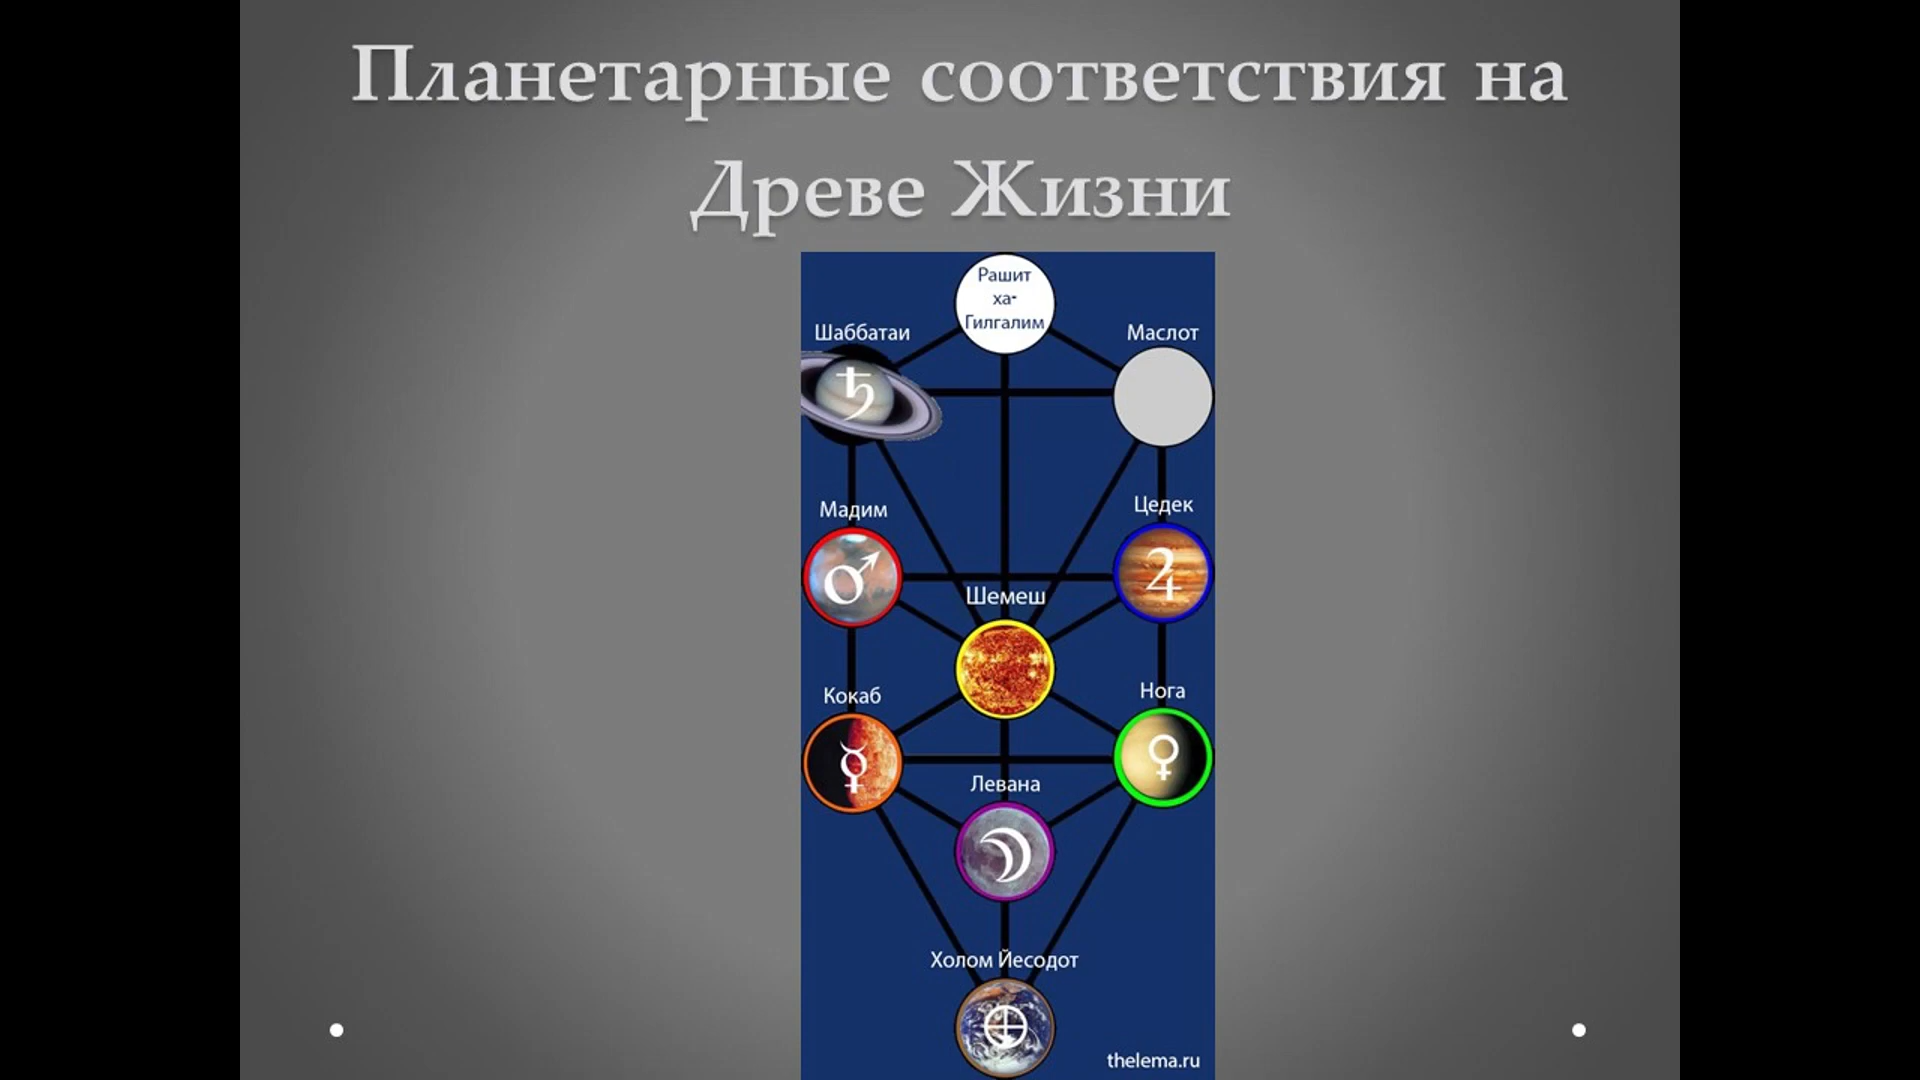 Планетарные соответствия на
Древе Жизни
Рашит
ха-
Гилгалим
Шаббатаи
Маслот
Мадим
Цедек
Шемеш
Кокаб
Нога
Левана
Холом Йесодот
thelema.ru